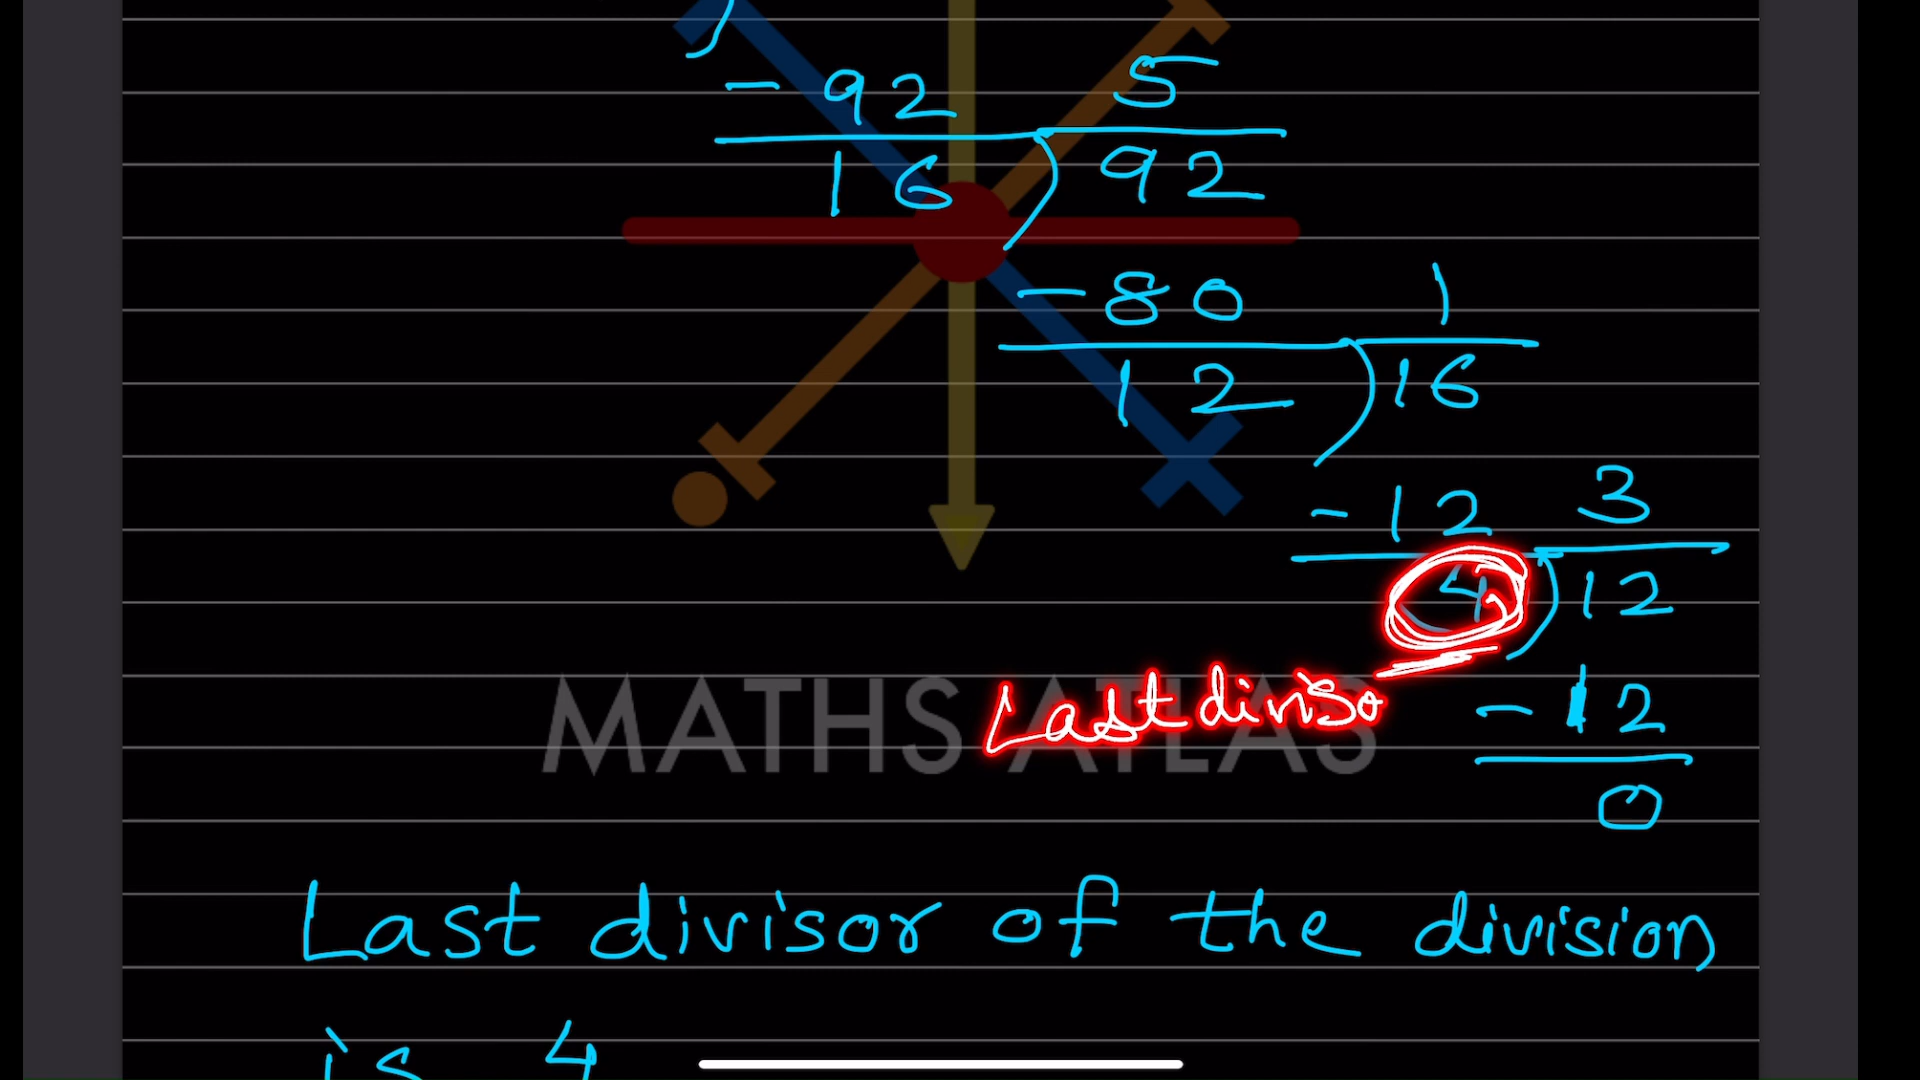 - 92 5
16 ) 92
- 80 1
12 ) 16
- 12 3
4 ) 12
Last diviso - 12
MATHS ATLAS
0
Last divisor of the division
is 4